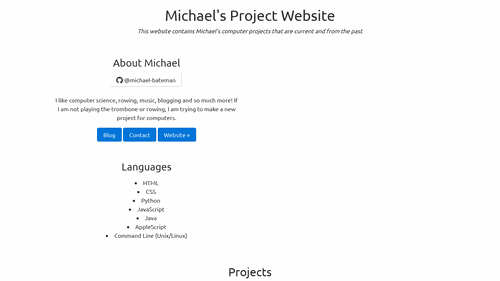 Michael's Project Website
This website contains Michael's computer projects that are current and from the past
About Michael
@michael-bateman
I like computer science, rowing, music, blogging and so much more! If
I am not playing the trombone or rowing, I am trying to make a new
project for computers.
Blog Contact Website »
Languages
• HTML
• CSS
• Python
• JavaScript
• Java
• AppleScript
• Command Line (Unix/Linux)
Projects